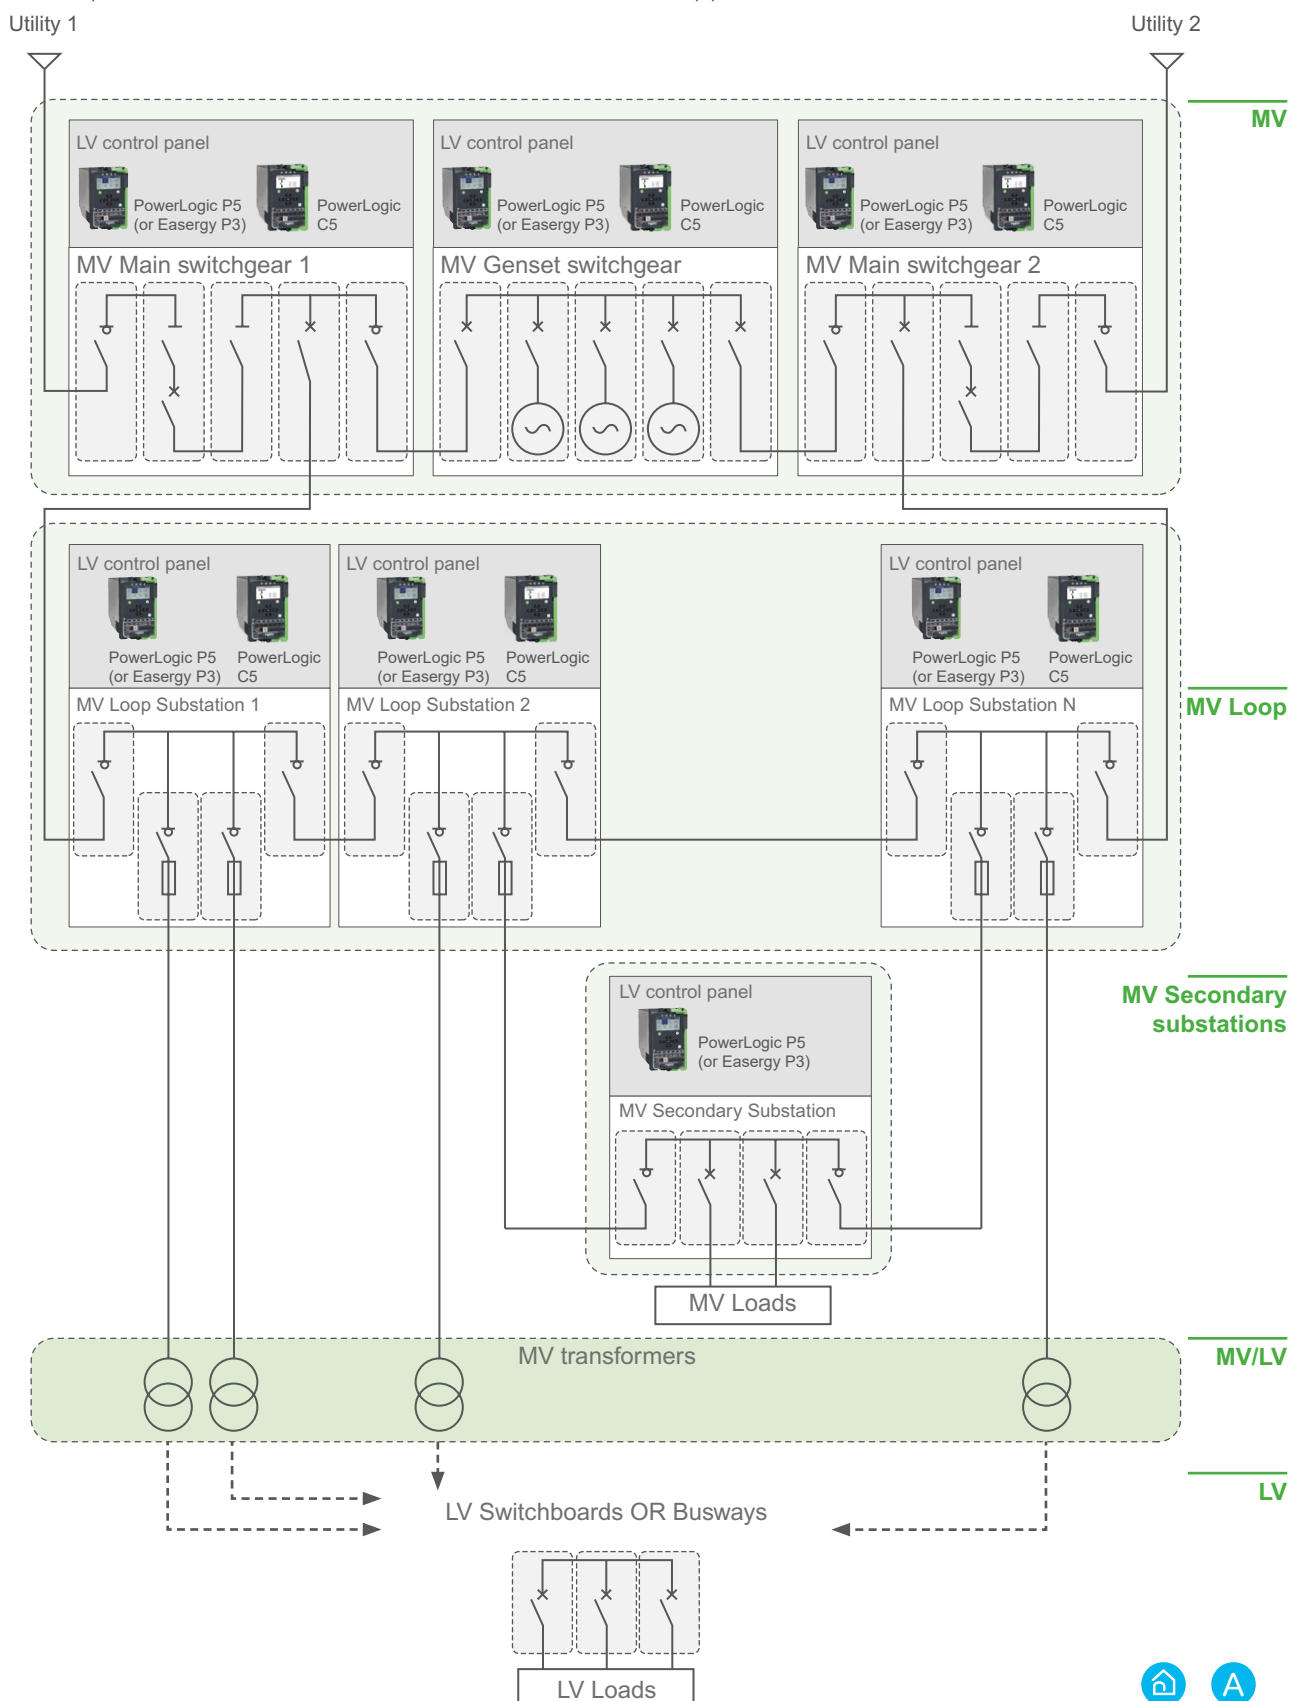 Utility 1
Utility 2
MV
LV control panel
PowerLogic P5
(or Easergy P3)
PowerLogic
C5
MV Main switchgear 1
LV control panel
PowerLogic P5
(or Easergy P3)
PowerLogic
C5
MV Genset switchgear
LV control panel
PowerLogic P5
(or Easergy P3)
PowerLogic
C5
MV Main switchgear 2
MV Loop
LV control panel
PowerLogic P5
(or Easergy P3)
PowerLogic
C5
MV Loop Substation 1
LV control panel
PowerLogic P5
(or Easergy P3)
PowerLogic
C5
MV Loop Substation 2
LV control panel
PowerLogic P5
(or Easergy P3)
PowerLogic
C5
MV Loop Substation N
MV Secondary
substations
LV control panel
PowerLogic P5
(or Easergy P3)
MV Secondary Substation
MV Loads
MV transformers
MV/LV
LV
LV Switchboards OR Busways
LV Loads
A